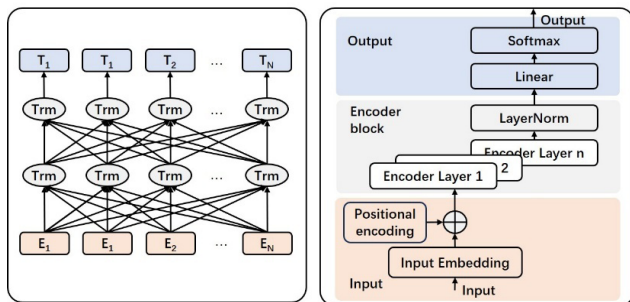 T1 T1 T2 ... TN
Trm Trm Trm ... Trm
Trm Trm Trm ... Trm
E1 E1 E2 ... EN
Output
Output
Softmax
Linear
Encoder
block
LayerNorm
Encoder Layer n
2
Encoder Layer 1
Positional
encoding
Input Embedding
Input
Input